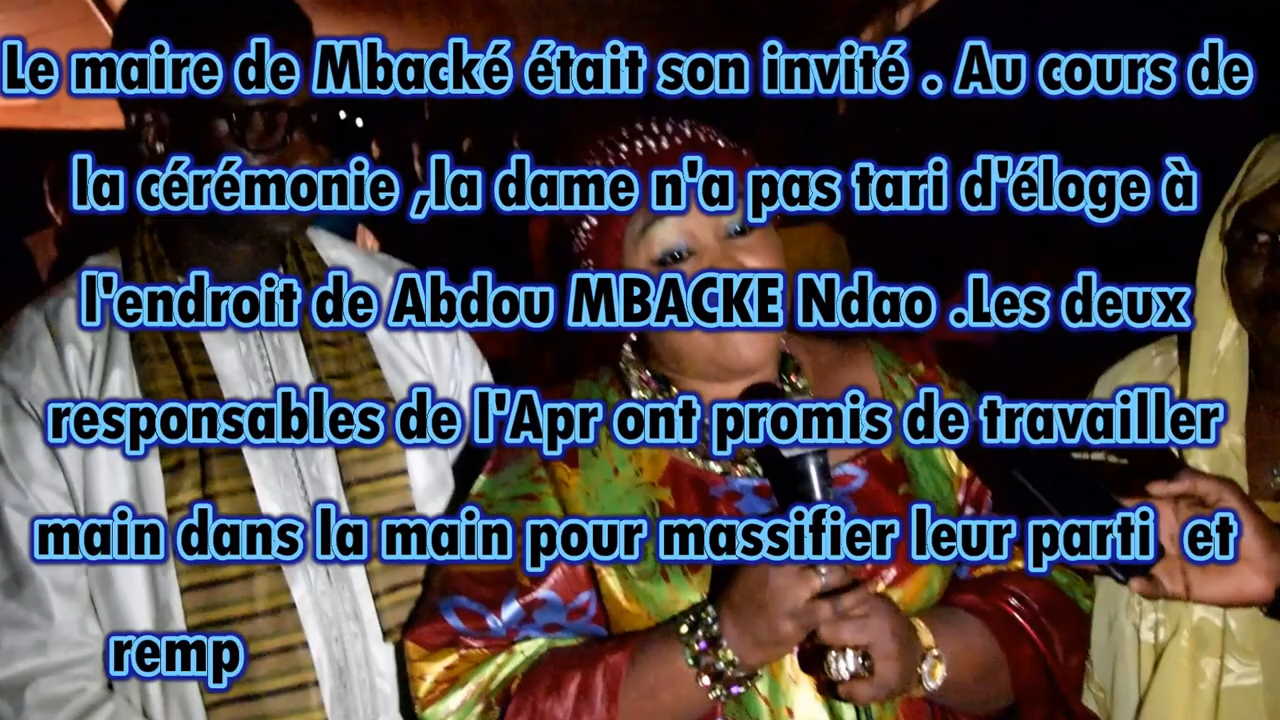 Le maire de Mbacké était son invité . Au cours de
la cérémonie ,la dame n'a pas tari d'éloge à
l'endroit de Abdou MBACKE Ndao .Les deux
responsables de l'Apr ont promis de travailler
main dans la main pour massifier leur parti  et
remp